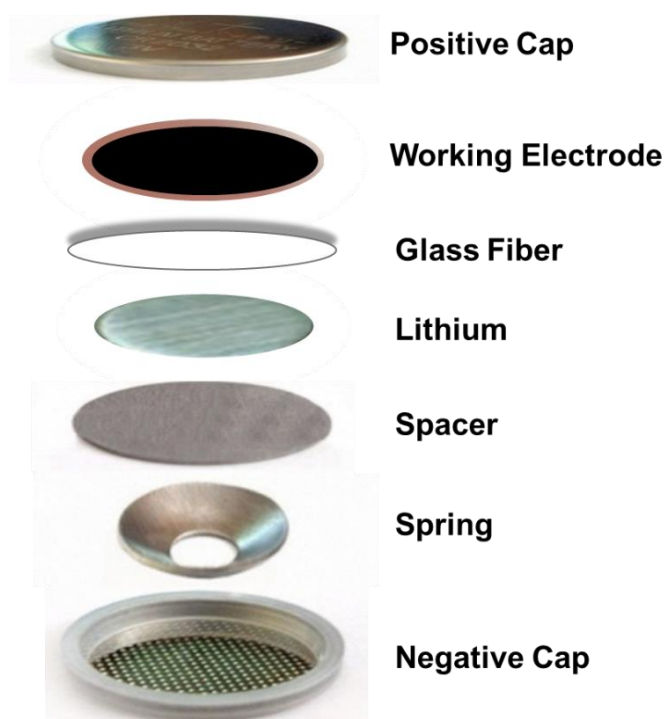 Positive Cap
Working Electrode
Glass Fiber
Lithium
Spacer
Spring
Negative Cap